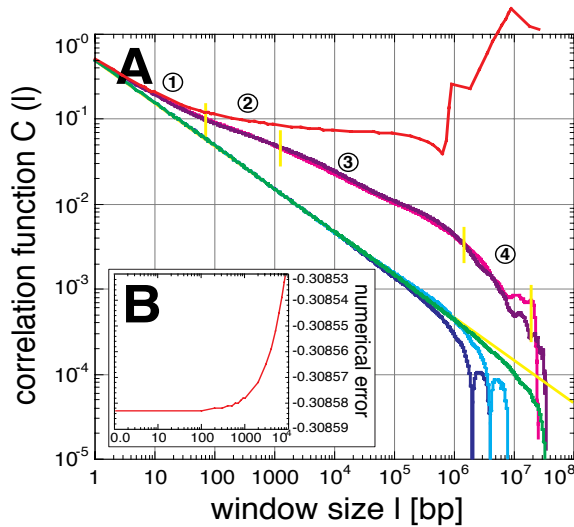 A
10^-0
10^-1
10^-2
10^-3
10^-4
10^-5
correlation function C (l)
① ② ③ ④
B
-0.30853
-0.30854
-0.30855
-0.30856
-0.30857
-0.30858
-0.30859
numerical error
0.0 10 100 1000 10^4
1 10 100 1000 10^4 10^5 10^6 10^7 10^8
window size l [bp]